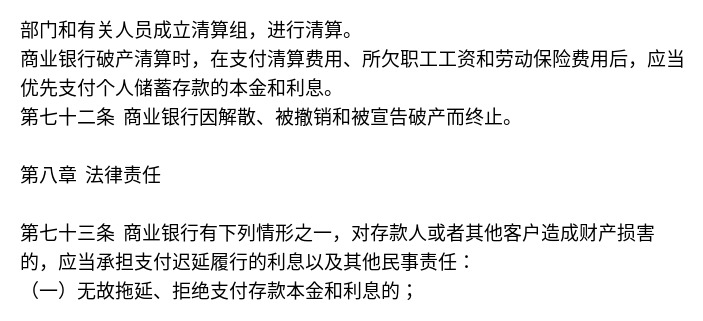 部门和有关人员成立清算组，进行清算。
商业银行破产清算时，在支付清算费用、所欠职工工资和劳动保险费用后，应当
优先支付个人储蓄存款的本金和利息。
第七十二条 商业银行因解散、被撤销和被宣告破产而终止。
第八章 法律责任
第七十三条 商业银行有下列情形之一，对存款人或者其他客户造成财产损害
的，应当承担支付迟延履行的利息以及其他民事责任：
（一）无故拖延、拒绝支付存款本金和利息的；